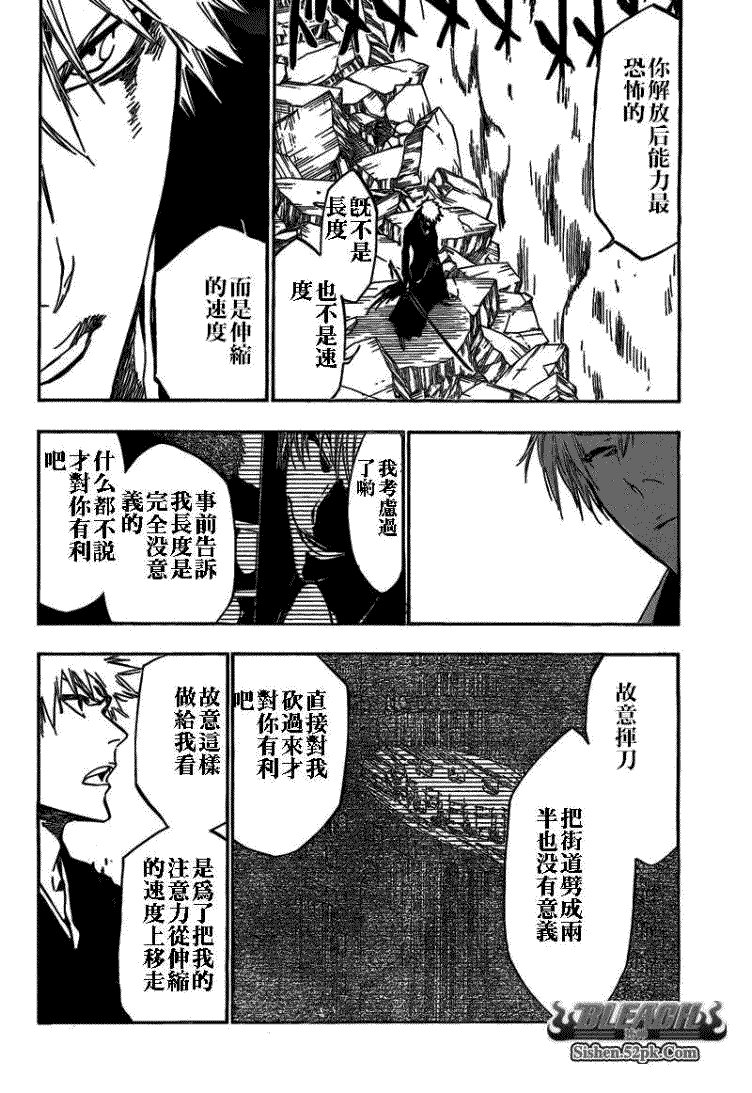 你解放后能力最
恐怖的
既不是
長度
也不是速
度
而是伸縮
的速度
我考慮過
了喲
事前告訴
我長度是
完全没意
義的
什么都不說
才對你有利
吧
故意揮刀
把街道劈成兩
半也没有意義
直接對我
砍過來才
對你有利
吧
故意這樣
做給我看
是爲了把我的
注意力從伸縮
的速度上移走
BLEACH
Sishen.52pk.Com